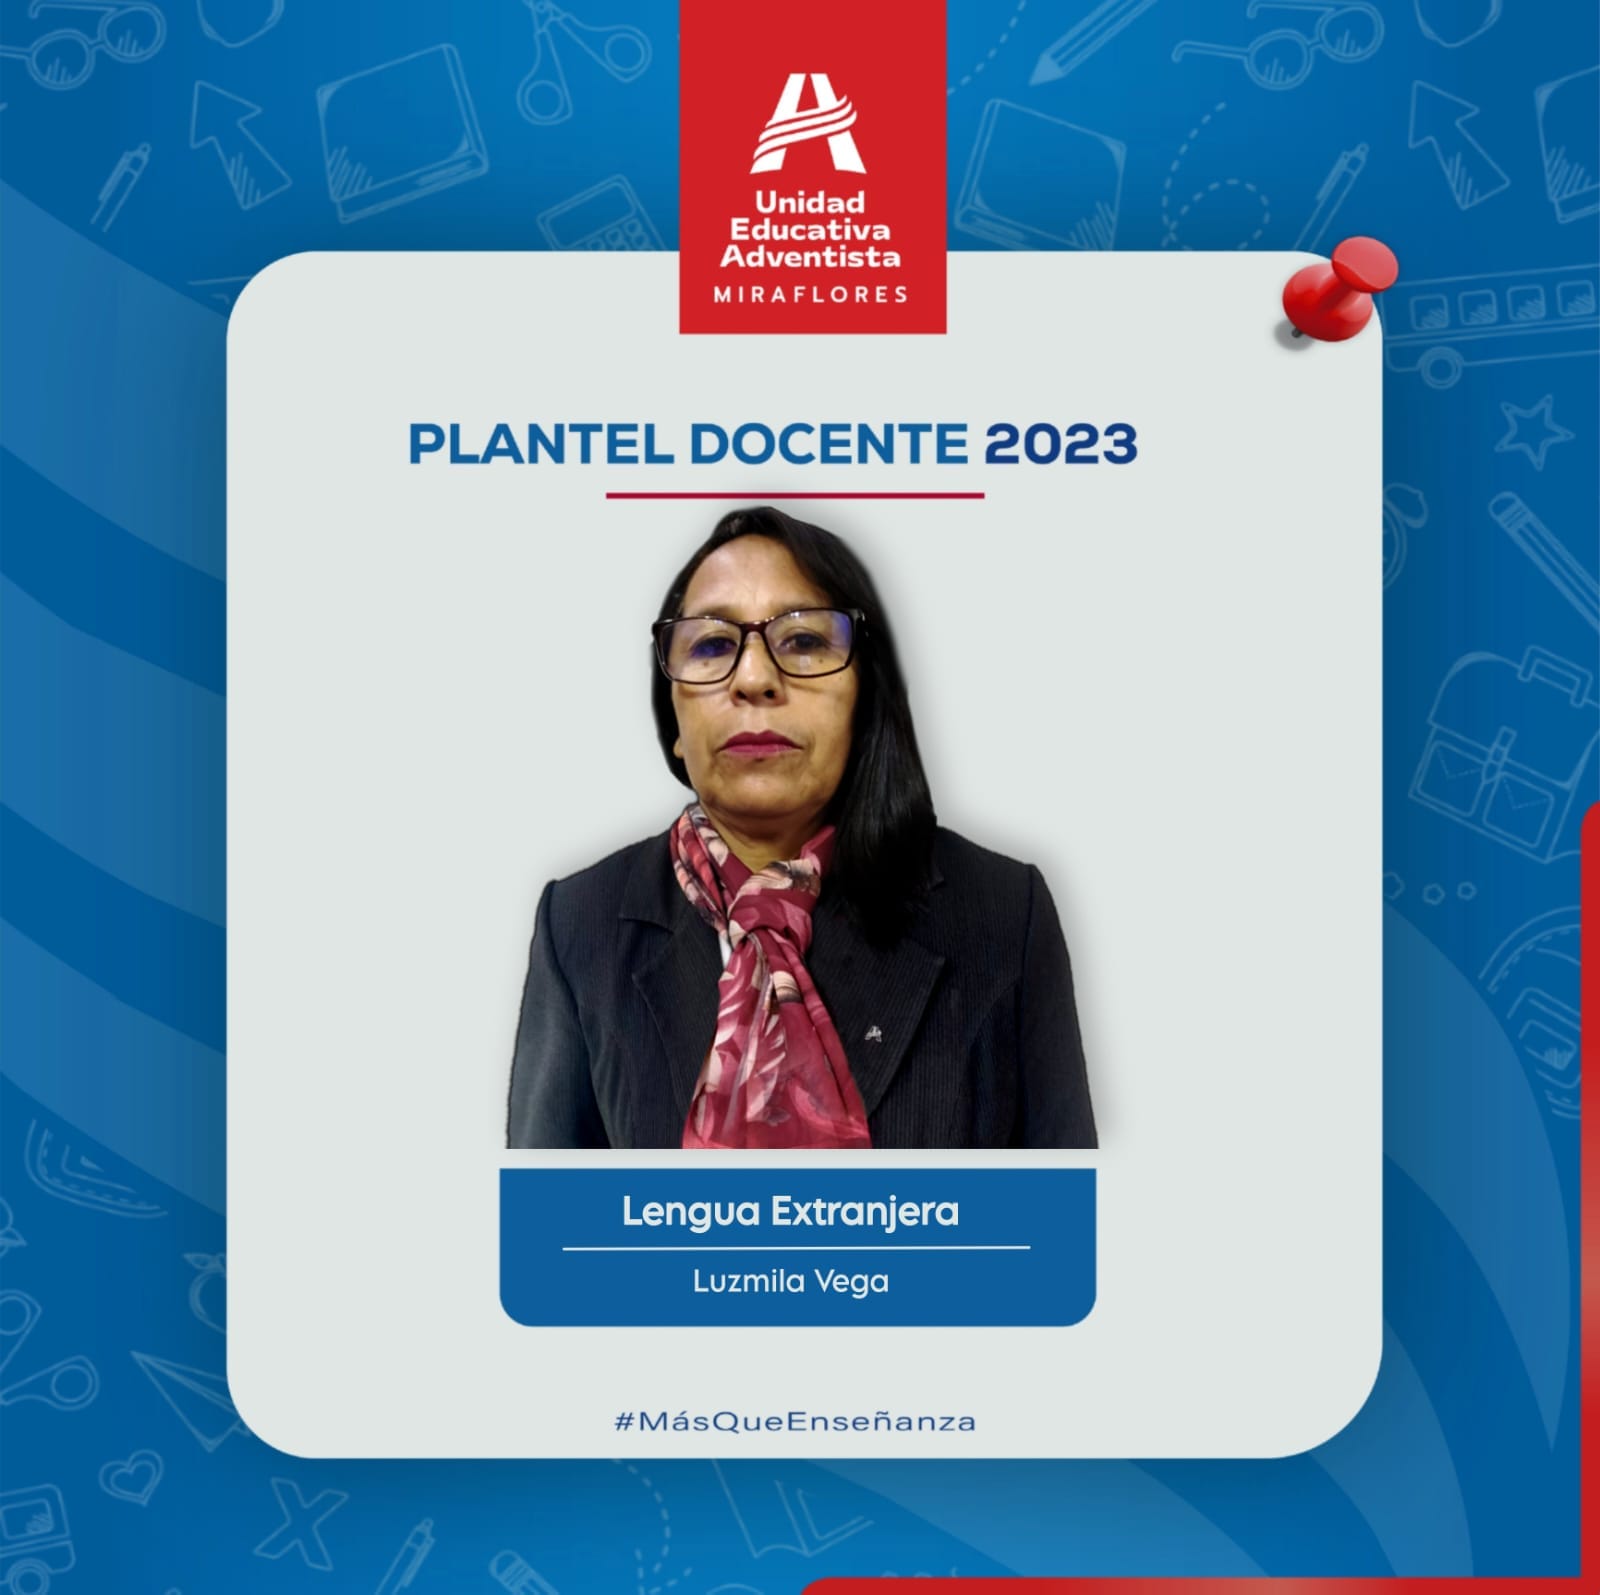 Unidad
Educativa
Adventista
MIRAFLORES
PLANTEL DOCENTE 2023
Lengua Extranjera
Luzmila Vega
#MásQueEnseñanza